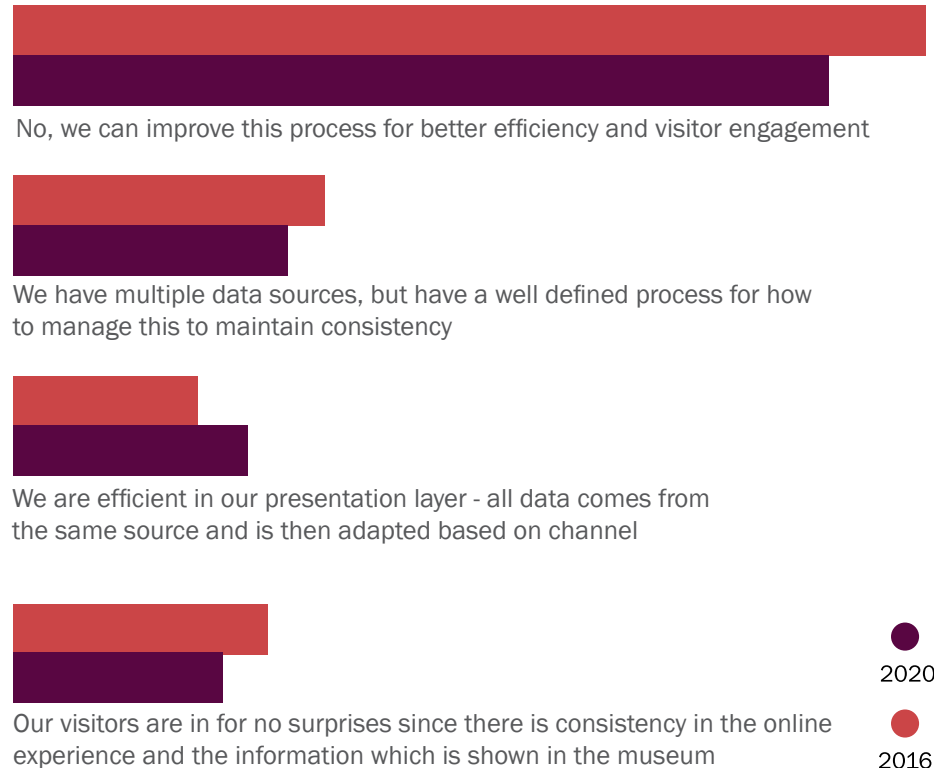 No, we can improve this process for better efficiency and visitor engagement
We have multiple data sources, but have a well defined process for how
to manage this to maintain consistency
We are efficient in our presentation layer - all data comes from
the same source and is then adapted based on channel
Our visitors are in for no surprises since there is consistency in the online
experience and the information which is shown in the museum
2020
2016